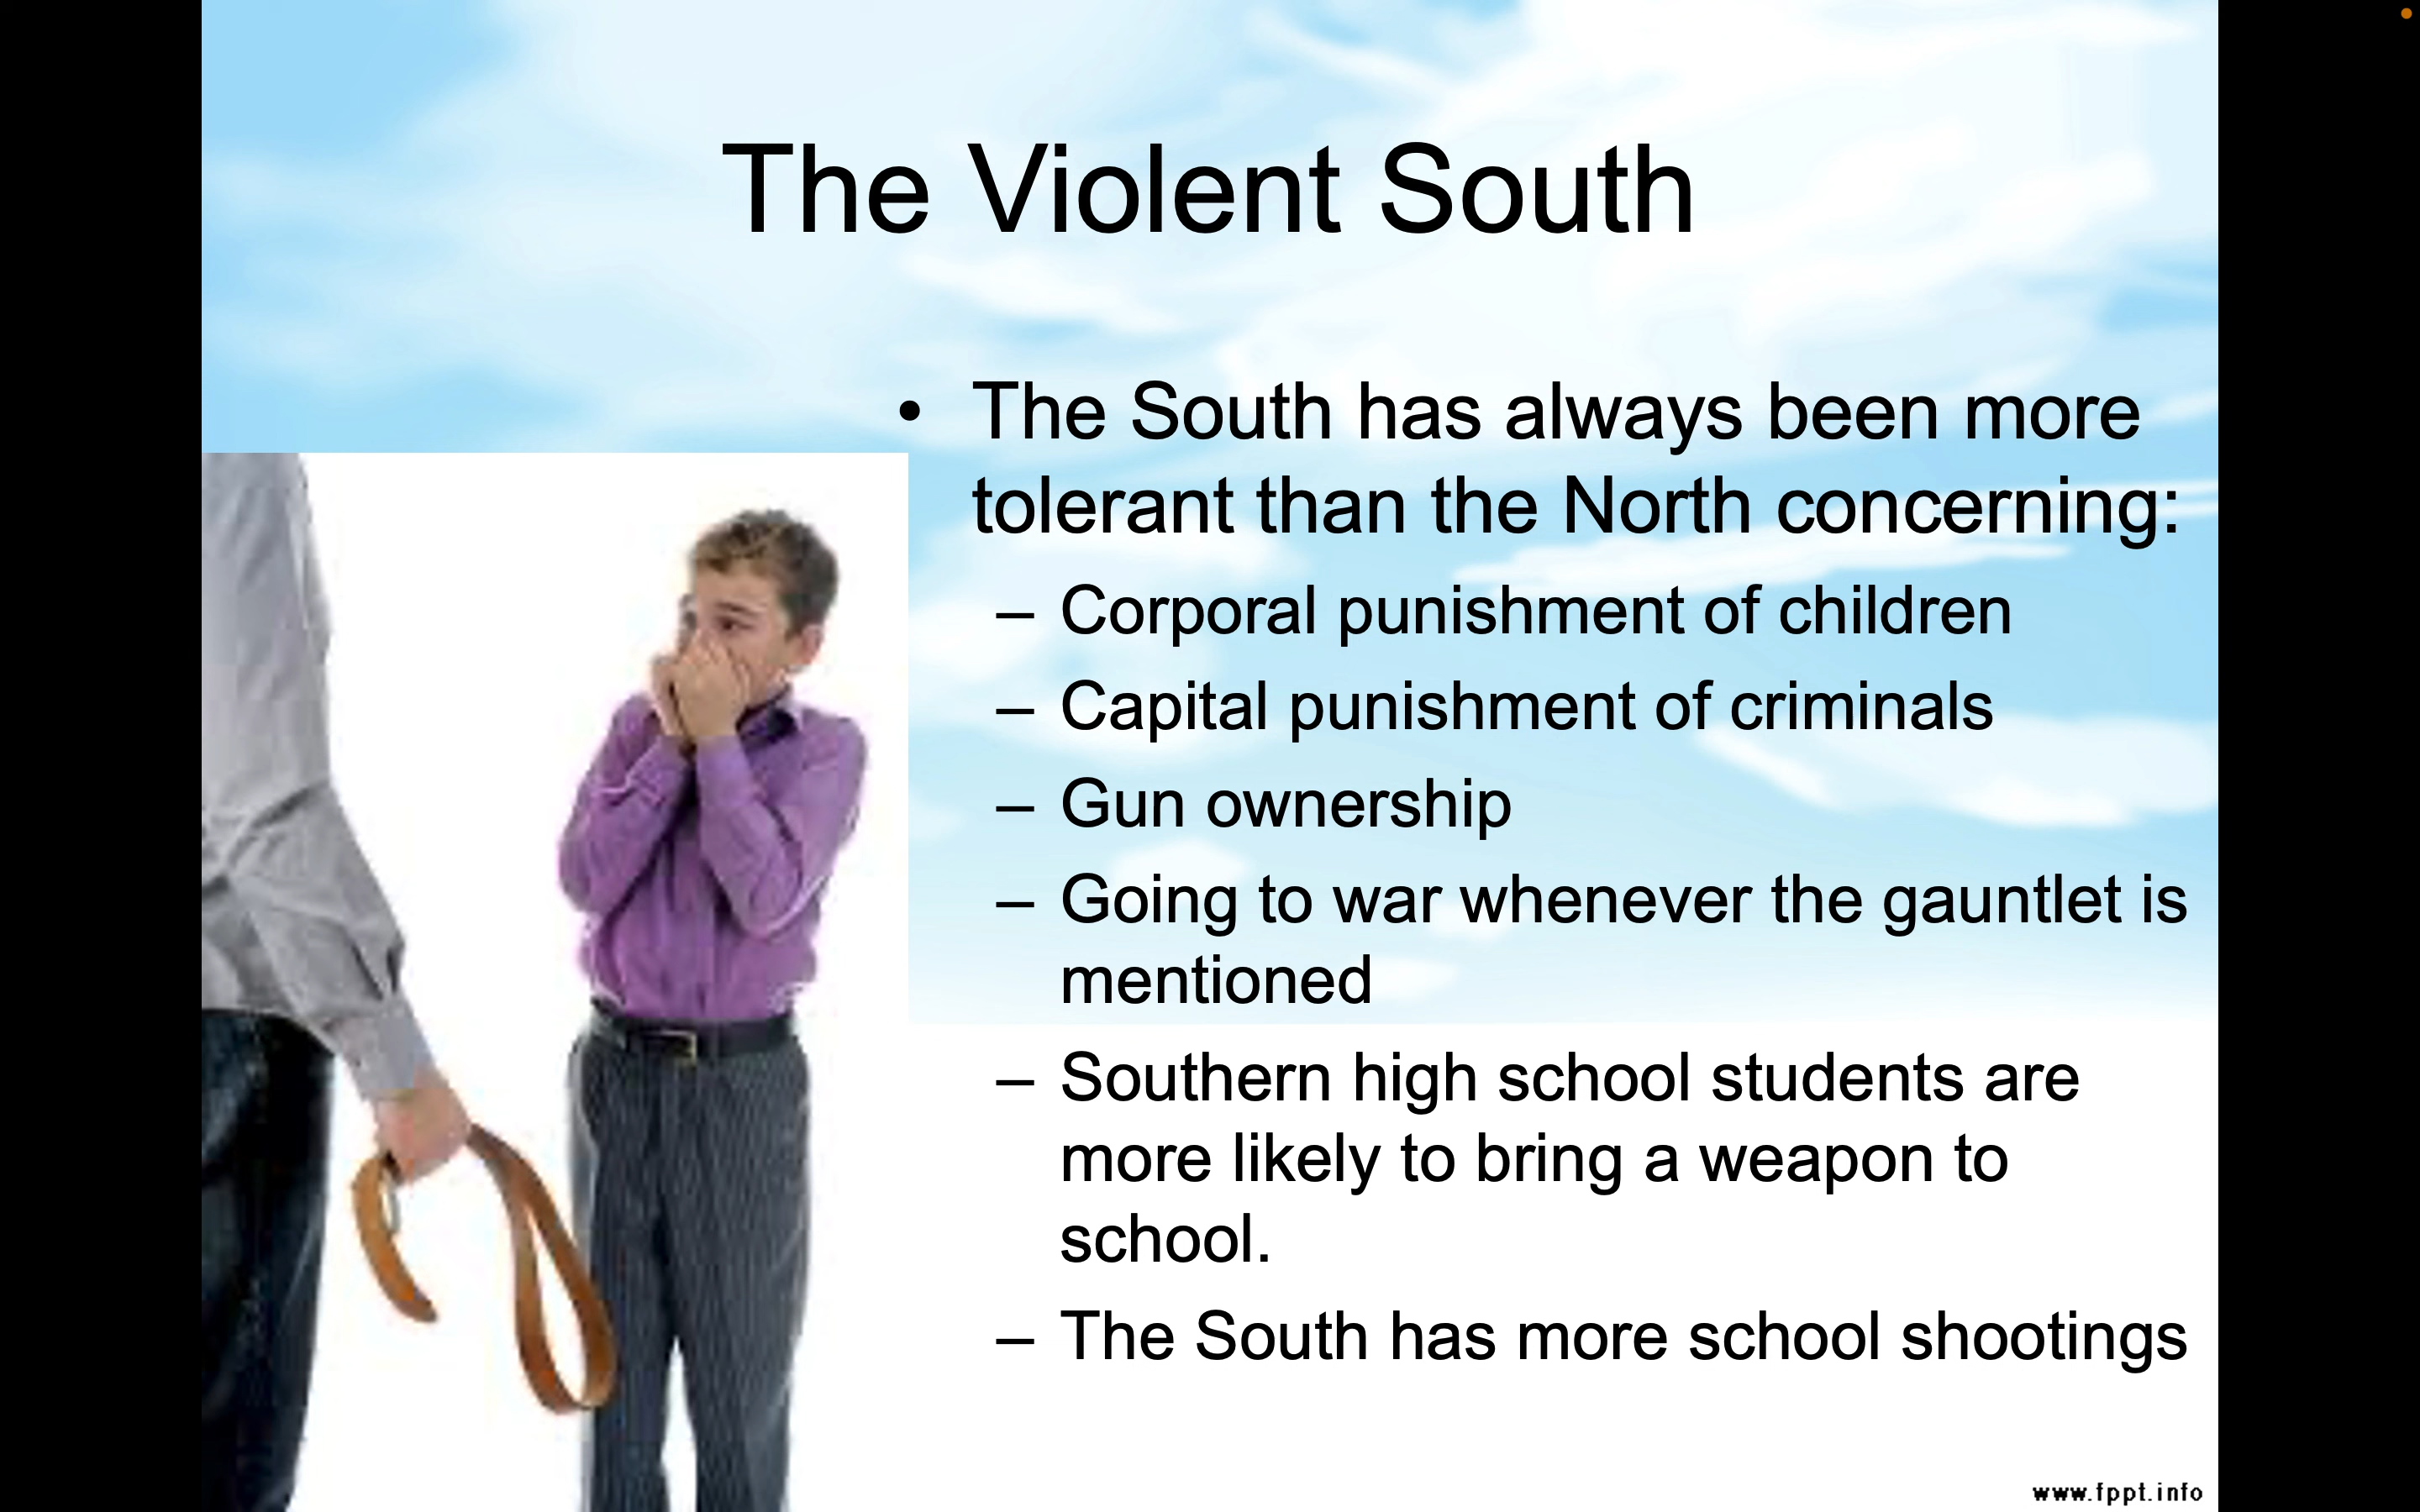 The Violent South
• The South has always been more
tolerant than the North concerning:
– Corporal punishment of children
– Capital punishment of criminals
– Gun ownership
– Going to war whenever the gauntlet is
mentioned
– Southern high school students are
more likely to bring a weapon to
school.
– The South has more school shootings
www.fppt.info